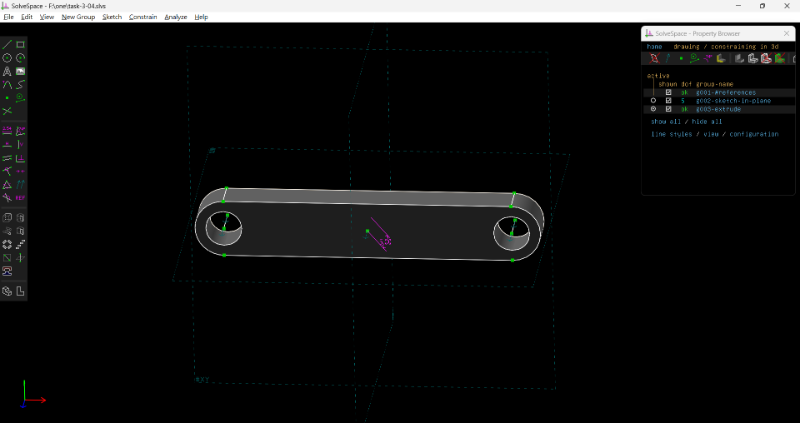 SolveSpace - F:\one\task-3-04.slvs
File Edit View New Group Sketch Constrain Analyze Help
SolveSpace - Property Browser
home drawing / constraining in 3d
active
shown dof group-name
ok g001-#references
5 g002-sketch-in-plane
ok g003-extrude
show all / hide all
line styles / view / configuration
REF